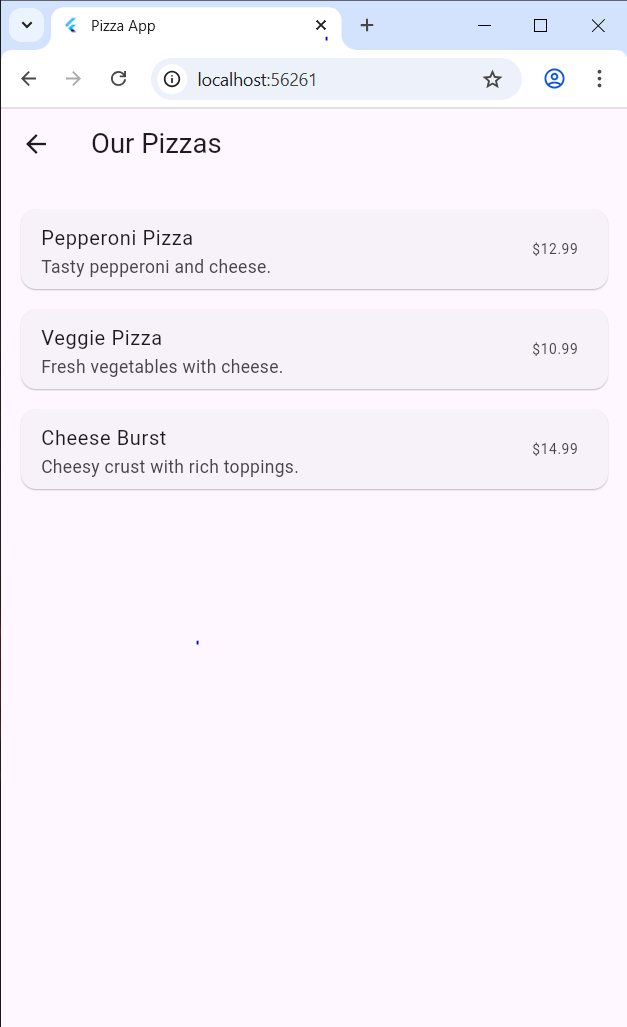 Pizza App
localhost:56261
Our Pizzas
Pepperoni Pizza
Tasty pepperoni and cheese.
$12.99
Veggie Pizza
Fresh vegetables with cheese.
$10.99
Cheese Burst
Cheesy crust with rich toppings.
$14.99